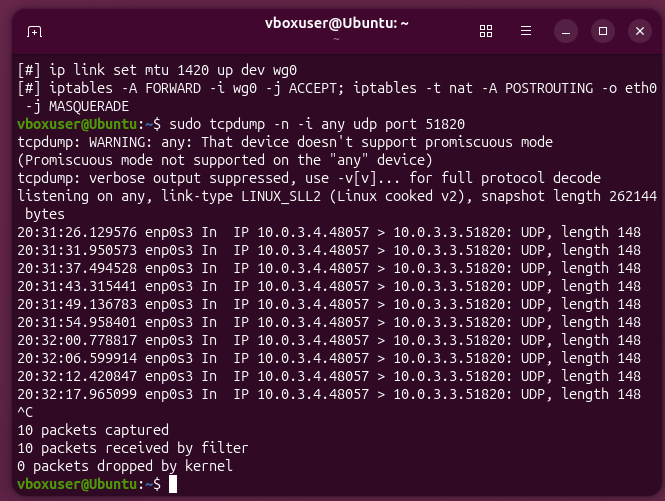 vboxuser@Ubuntu: ~
~
[#] ip link set mtu 1420 up dev wg0
[#] iptables -A FORWARD -i wg0 -j ACCEPT; iptables -t nat -A POSTROUTING -o eth0
 -j MASQUERADE
vboxuser@Ubuntu:~$ sudo tcpdump -n -i any udp port 51820
tcpdump: WARNING: any: That device doesn't support promiscuous mode
(Promiscuous mode not supported on the "any" device)
tcpdump: verbose output suppressed, use -v[v]... for full protocol decode
listening on any, link-type LINUX_SLL2 (Linux cooked v2), snapshot length 262144
 bytes
20:31:26.129576 enp0s3 In  IP 10.0.3.4.48057 > 10.0.3.3.51820: UDP, length 148
20:31:31.950573 enp0s3 In  IP 10.0.3.4.48057 > 10.0.3.3.51820: UDP, length 148
20:31:37.494528 enp0s3 In  IP 10.0.3.4.48057 > 10.0.3.3.51820: UDP, length 148
20:31:43.315441 enp0s3 In  IP 10.0.3.4.48057 > 10.0.3.3.51820: UDP, length 148
20:31:49.136783 enp0s3 In  IP 10.0.3.4.48057 > 10.0.3.3.51820: UDP, length 148
20:31:54.958401 enp0s3 In  IP 10.0.3.4.48057 > 10.0.3.3.51820: UDP, length 148
20:32:00.778817 enp0s3 In  IP 10.0.3.4.48057 > 10.0.3.3.51820: UDP, length 148
20:32:06.599914 enp0s3 In  IP 10.0.3.4.48057 > 10.0.3.3.51820: UDP, length 148
20:32:12.420847 enp0s3 In  IP 10.0.3.4.48057 > 10.0.3.3.51820: UDP, length 148
20:32:17.965099 enp0s3 In  IP 10.0.3.4.48057 > 10.0.3.3.51820: UDP, length 148
^C
10 packets captured
10 packets received by filter
0 packets dropped by kernel
vboxuser@Ubuntu:~$